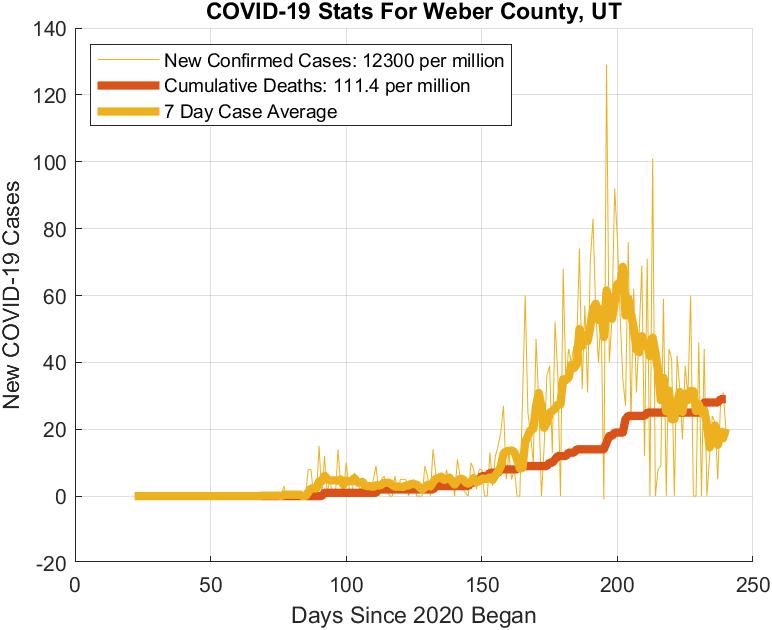 COVID-19 Stats For Weber County, UT
New Confirmed Cases: 12300 per million
Cumulative Deaths: 111.4 per million
7 Day Case Average
140
120
100
80
60
40
20
0
-20
New COVID-19 Cases
0 50 100 150 200 250
Days Since 2020 Began